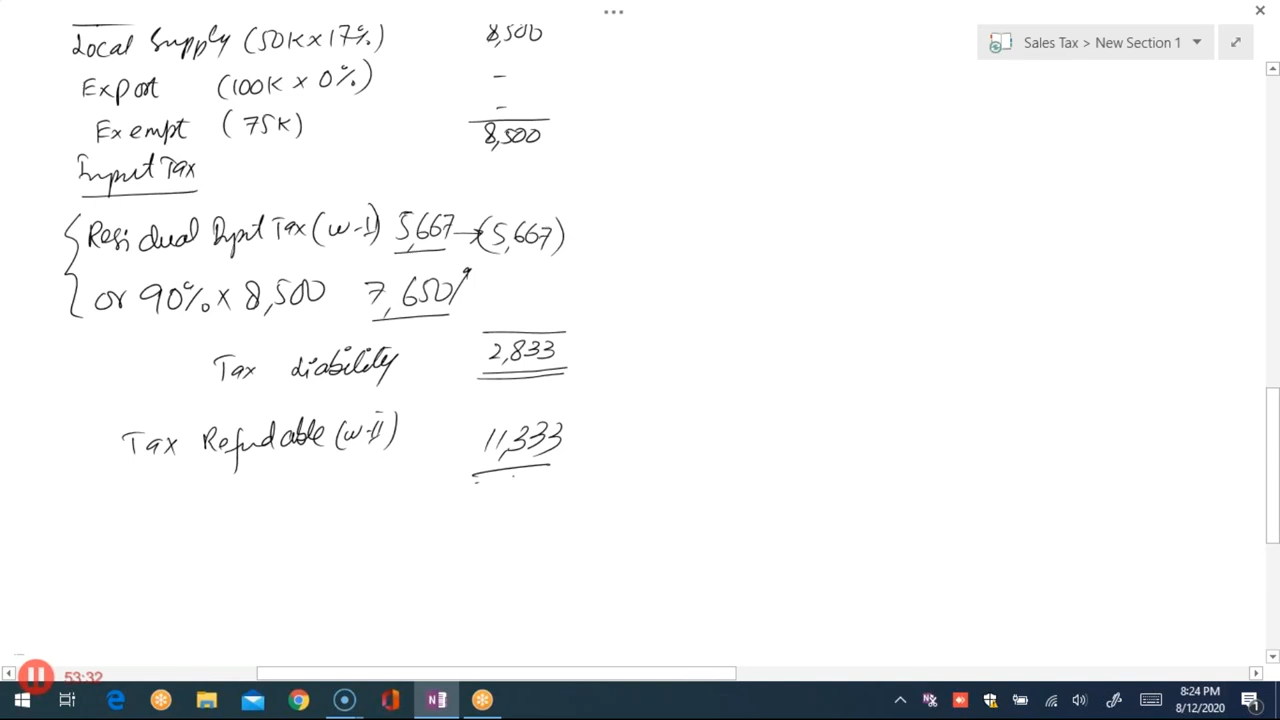 Sales Tax > New Section 1
Local Supply (50K x 17%) 8,500
Export (100K x 0%) -
Exempt (75K) -
8,500
Input Tax
Residual Input Tax (w-I) 5,667 → (5,667)
or 90% x 8,500 7,650
2,833
Tax Liability
Tax Refundable (w-II) 11,333
53:32
8:24 PM
8/12/2020